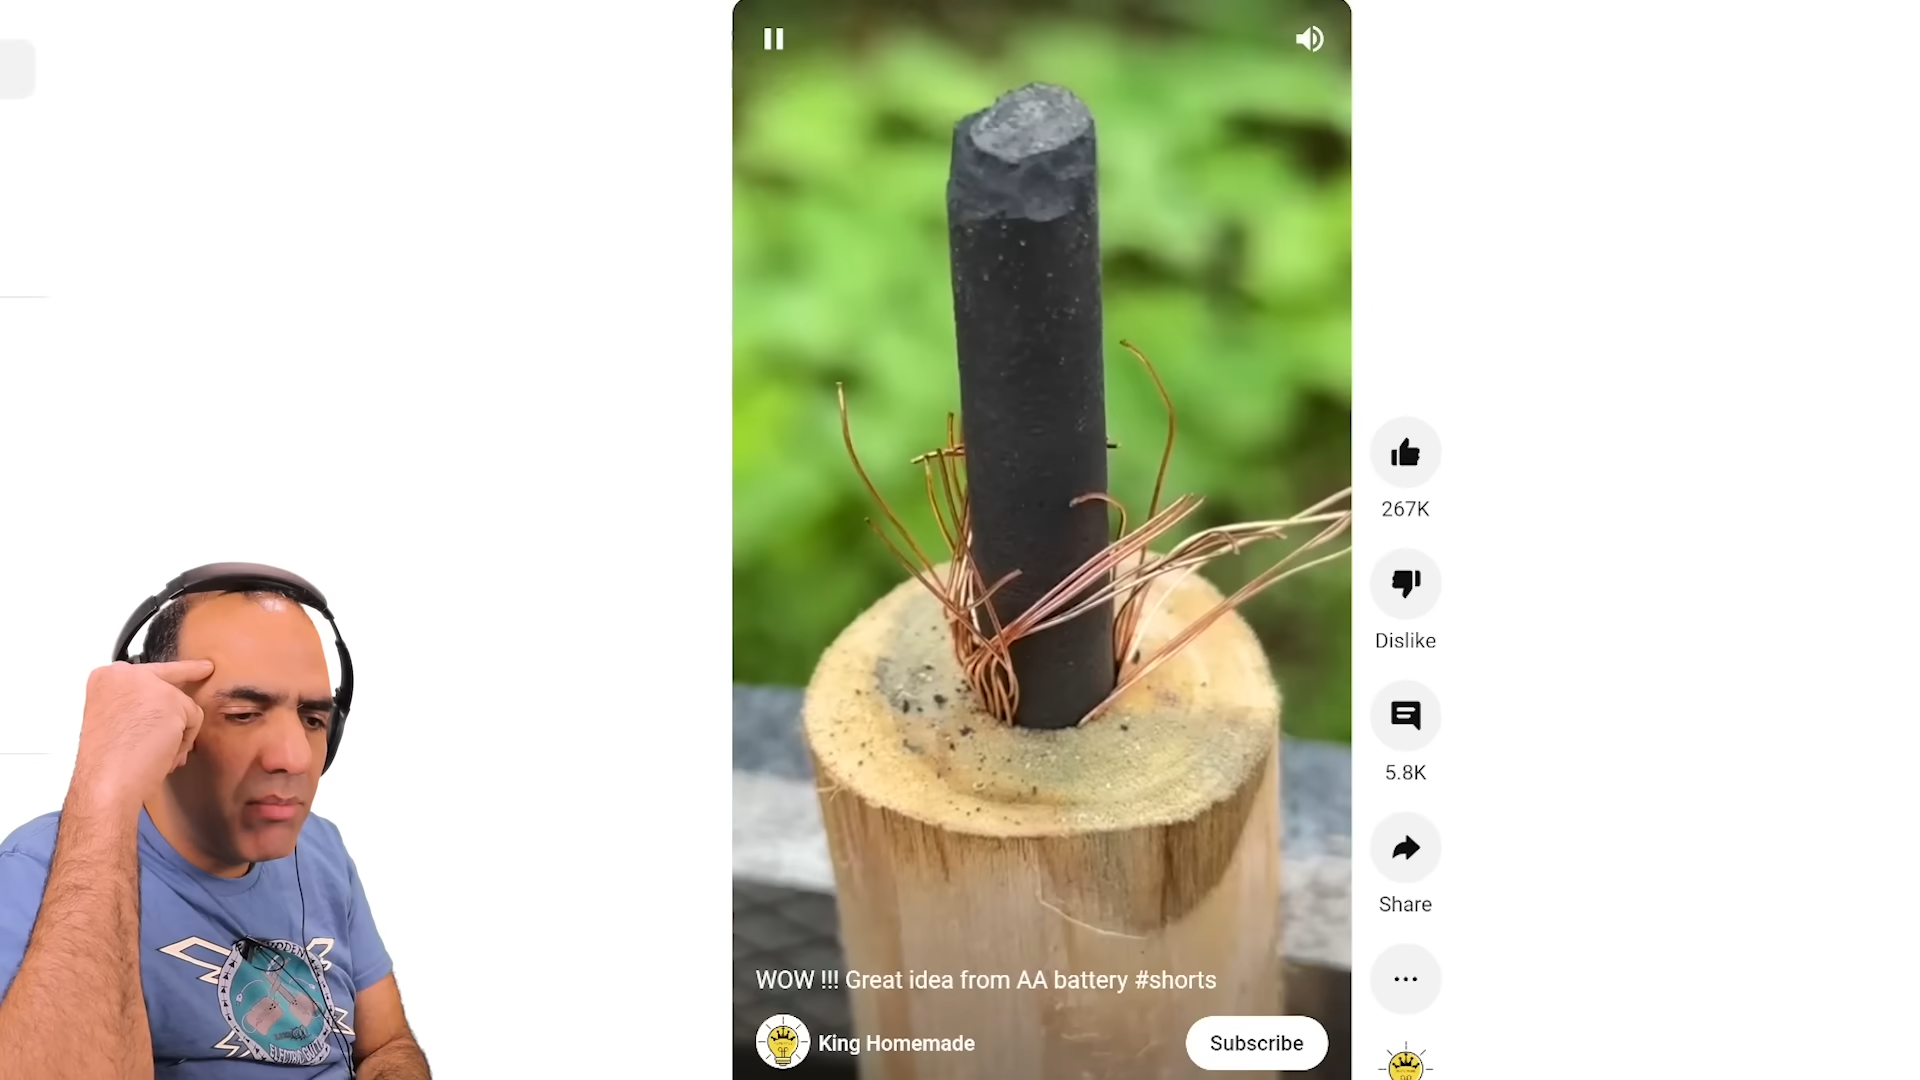 267K
Dislike
5.8K
Share
WOW !!! Great idea from AA battery #shorts
King Homemade
Subscribe